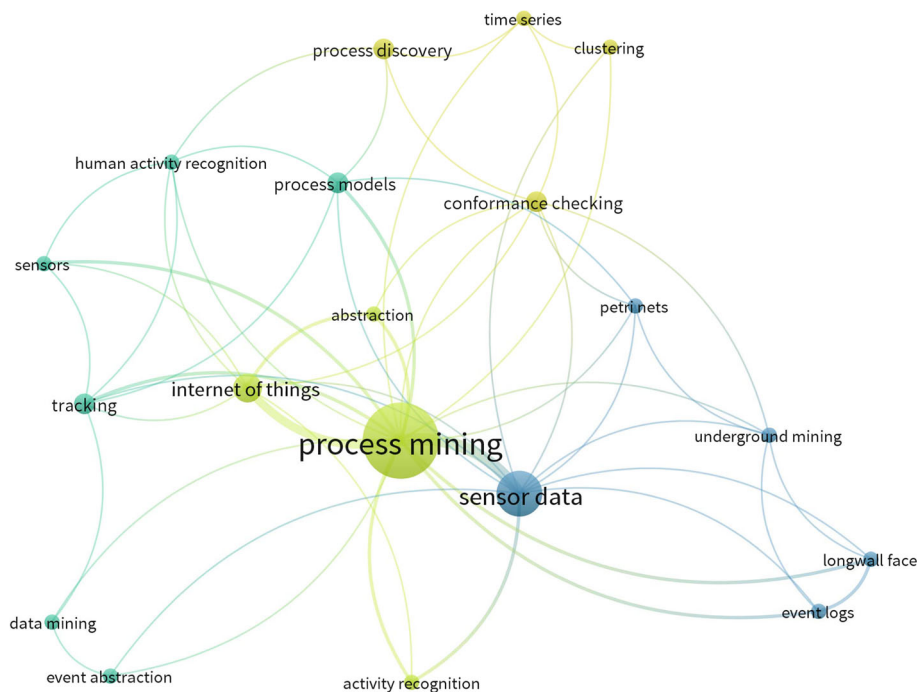 time series
process discovery
clustering
human activity recognition
process models
conformance checking
sensors
abstraction
petri nets
internet of things
tracking
process mining
underground mining
sensor data
longwall face
event logs
data mining
event abstraction
activity recognition